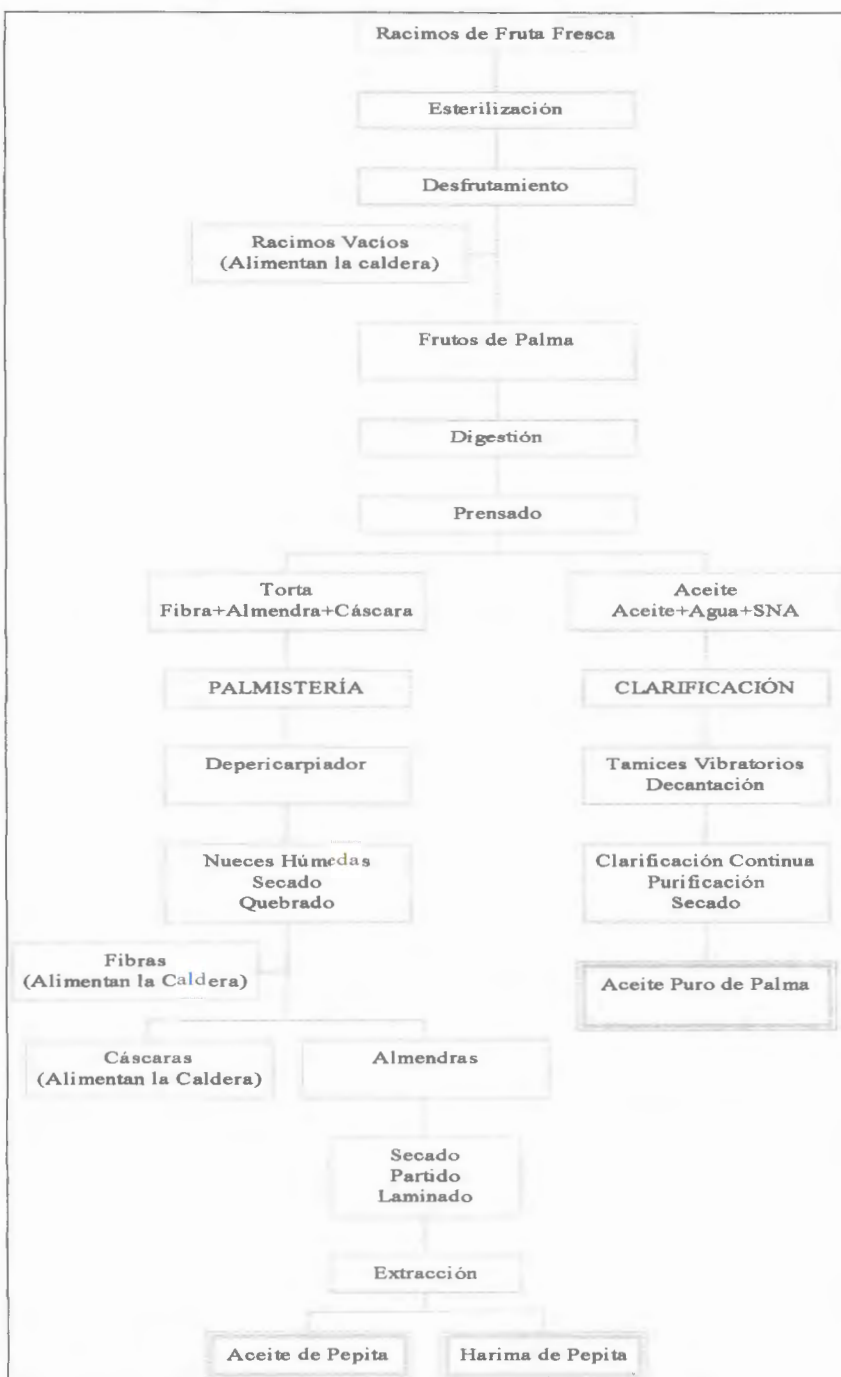 Racimos de Fruta Fresca
Esterilización
Desfrutamiento
Racimos Vacíos
(Alimentan la caldera)
Frutos de Palma
Digestión
Prensado
Torta
Fibra+Almendra+Cáscara
Aceite
Aceite+Agua+SNA
PALMISTERÍA
CLARIFICACIÓN
Depericarpiador
Tamices Vibratorios
Decantación
Nueces Húmedas
Secado
Quebrado
Clarificación Continua
Purificación
Secado
Fibras
(Alimentan la Caldera)
Aceite Puro de Palma
Cáscaras
(Alimentan la Caldera)
Almendras
Secado
Partido
Laminado
Extracción
Aceite de Pepita
Harima de Pepita